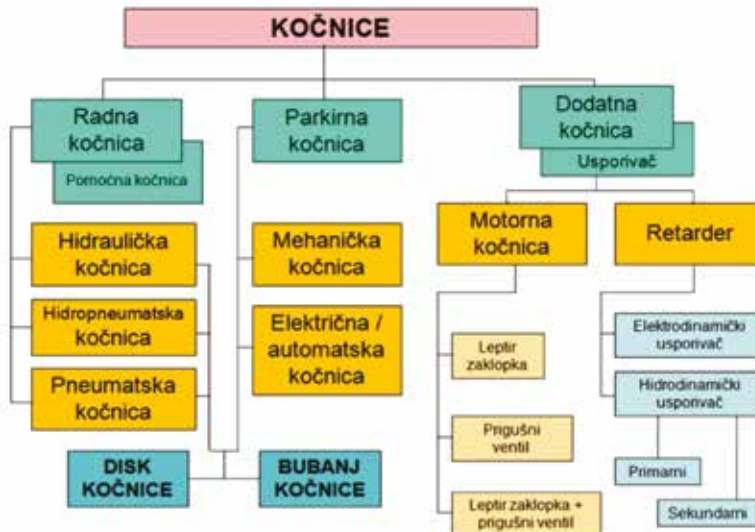 KOČNICE
Radna
kočnica
Pomoćna kočnica
Parkirna
kočnica
Dodatna
kočnica
Usporivač
Hidraulička
kočnica
Hidropneumatska
kočnica
Pneumatska
kočnica
Mehanička
kočnica
Električna /
automatska
kočnica
DISK
KOČNICE
BUBANJ
KOČNICE
Motorna
kočnica
Leptir
zaklopka
Prigušni
ventil
Leptir zaklopka +
prigušni ventil
Retarder
Elektrodinamički
usporivač
Hidrodinamički
usporivač
Primarni
Sekundarni